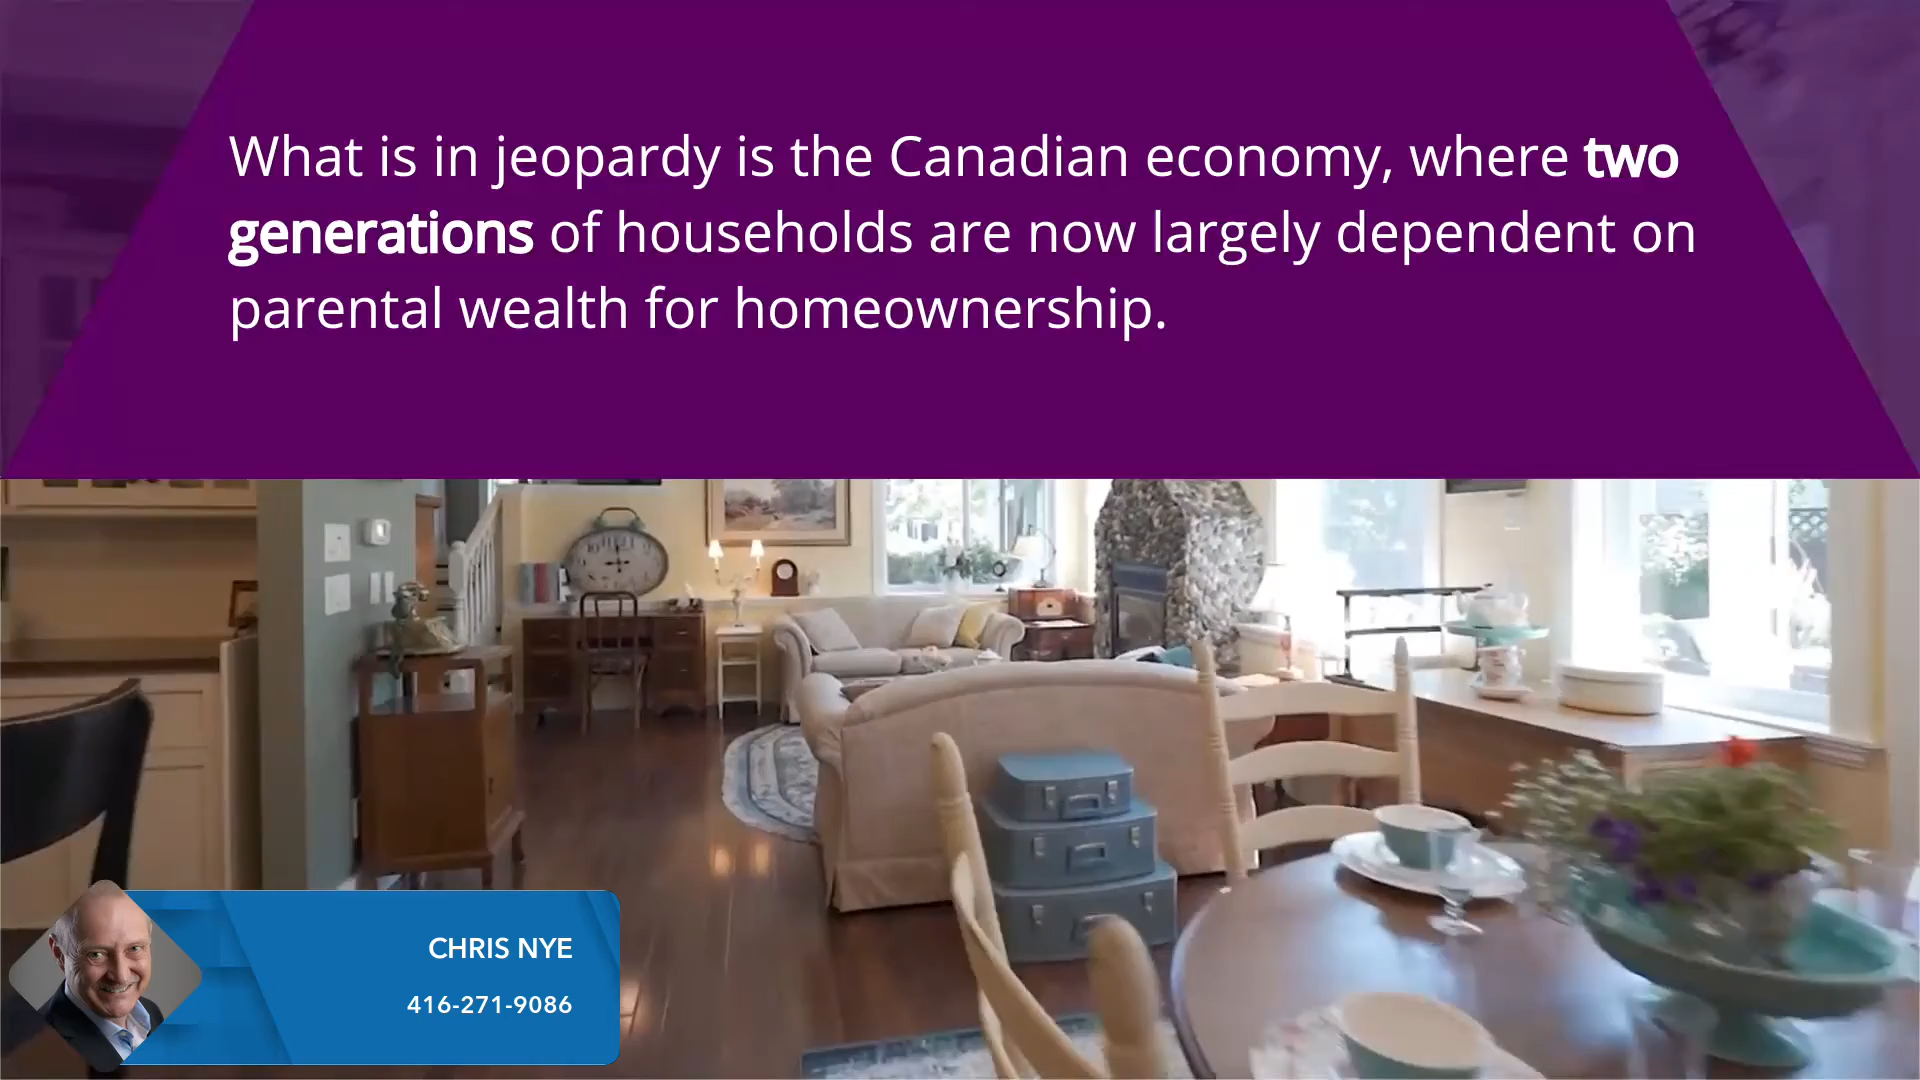 What is in jeopardy is the Canadian economy, where two
generations of households are now largely dependent on
parental wealth for homeownership.
CHRIS NYE
416-271-9086